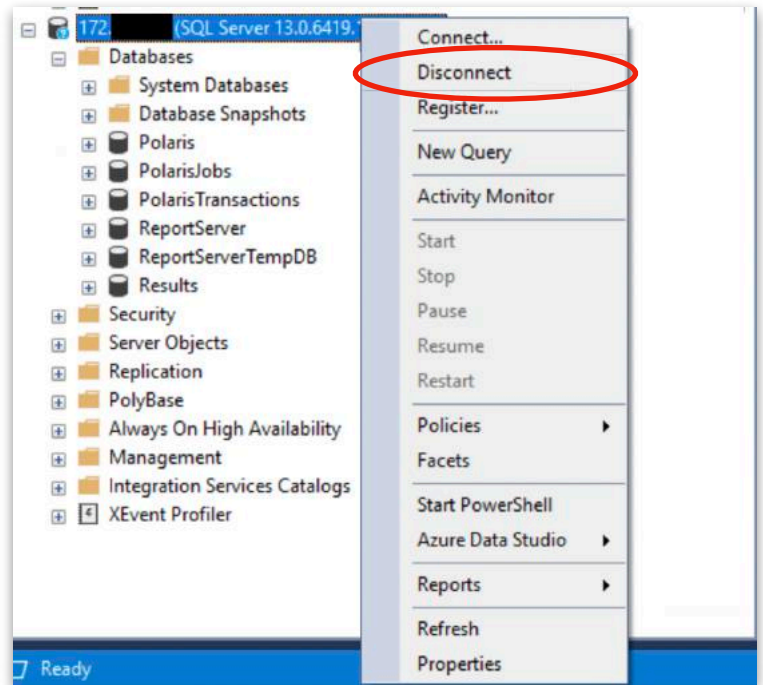 172. (SQL Server 13.0.6419.
Databases
System Databases
Database Snapshots
Polaris
PolarisJobs
PolarisTransactions
ReportServer
ReportServerTempDB
Results
Security
Server Objects
Replication
PolyBase
Always On High Availability
Management
Integration Services Catalogs
XEvent Profiler
Connect...
Disconnect
Register...
New Query
Activity Monitor
Start
Stop
Pause
Resume
Restart
Policies
Facets
Start PowerShell
Azure Data Studio
Reports
Refresh
Properties
Ready